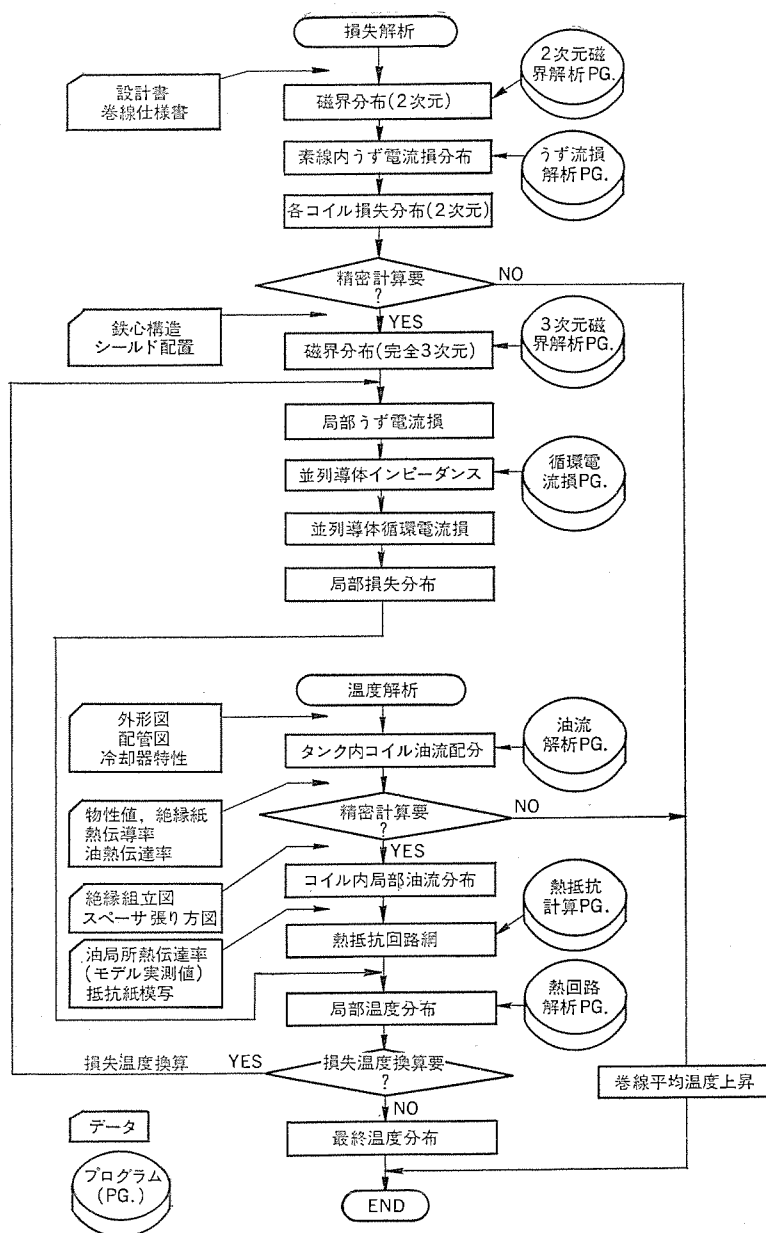 損失解析
2次元磁
界解析PG.
設計書
巻線仕様書
磁界分布(2次元)
素線内うず電流損分布
うず流損
解析PG.
各コイル損失分布(2次元)
精密計算要
?
NO
YES
鉄心構造
シールド配置
磁界分布(完全3次元)
3次元磁
界解析PG.
局部うず電流損
並列導体インピーダンス
循環電
流損PG.
並列導体循環電流損
局部損失分布
温度解析
外形図
配管図
冷却器特性
タンク内コイル油流配分
油流
解析PG.
精密計算要
?
NO
YES
物性値,絶縁紙
熱伝導率
油熱伝達率
コイル内局部油流分布
絶縁組立図
スペーサ張り方図
熱抵抗回路網
熱抵抗
計算PG.
油局所熱伝達率
(モデル実測値)
抵抗紙模写
局部温度分布
熱回路
解析PG.
損失温度換算
YES
損失温度換算要
?
NO
巻線平均温度上昇
最終温度分布
END
データ
プログラム
(PG.)